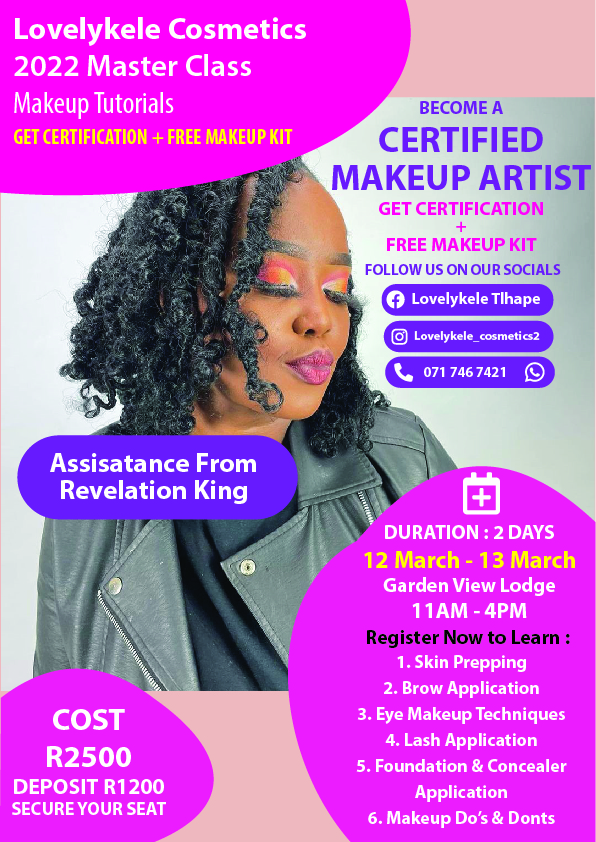 Lovelykele Cosmetics
2022 Master Class
Makeup Tutorials
GET CERTIFICATION + FREE MAKEUP KIT
BECOME A
CERTIFIED
MAKEUP ARTIST
GET CERTIFICATION
+
FREE MAKEUP KIT
FOLLOW US ON OUR SOCIALS
Lovelykele Tlhape
Lovelykele_cosmetics2
071 746 7421
Assisatance From
Revelation King
DURATION : 2 DAYS
12 March - 13 March
Garden View Lodge
11AM - 4PM
Register Now to Learn :
1. Skin Prepping
2. Brow Application
3. Eye Makeup Techniques
4. Lash Application
5. Foundation & Concealer
Application
6. Makeup Do's & Donts
COST
R2500
DEPOSIT R1200
SECURE YOUR SEAT